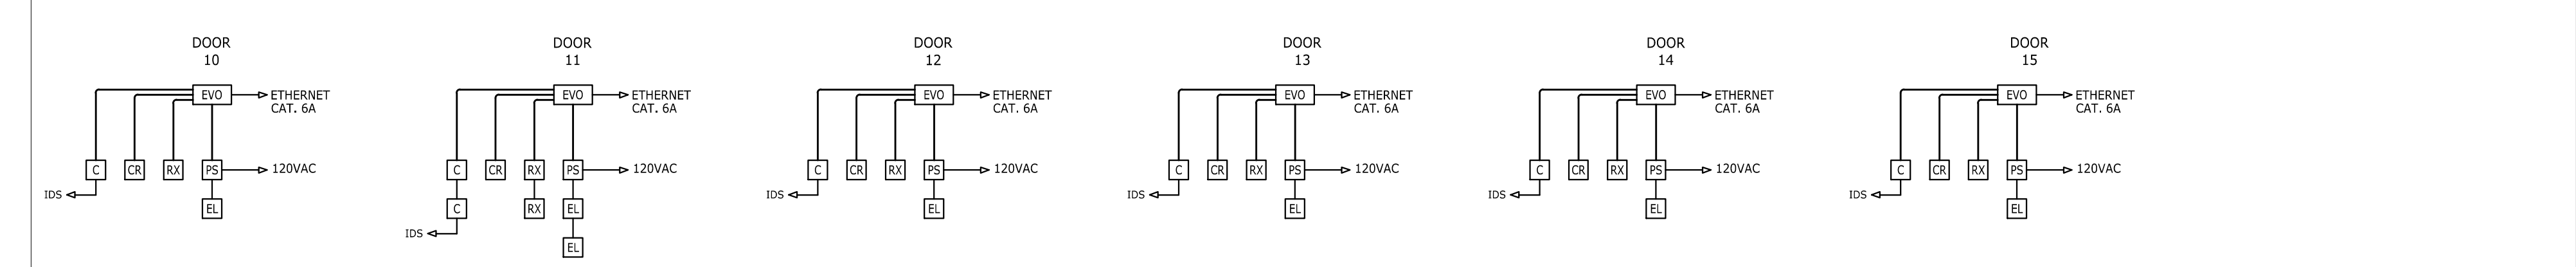 DOOR
10
EVO
ETHERNET
CAT. 6A
C
CR
RX
PS
120VAC
IDS
EL
DOOR
11
EVO
ETHERNET
CAT. 6A
C
CR
RX
PS
120VAC
C
RX
EL
IDS
EL
DOOR
12
EVO
ETHERNET
CAT. 6A
C
CR
RX
PS
120VAC
IDS
EL
DOOR
13
EVO
ETHERNET
CAT. 6A
C
CR
RX
PS
120VAC
IDS
EL
DOOR
14
EVO
ETHERNET
CAT. 6A
C
CR
RX
PS
120VAC
IDS
EL
DOOR
15
EVO
ETHERNET
CAT. 6A
C
CR
RX
PS
120VAC
IDS
EL